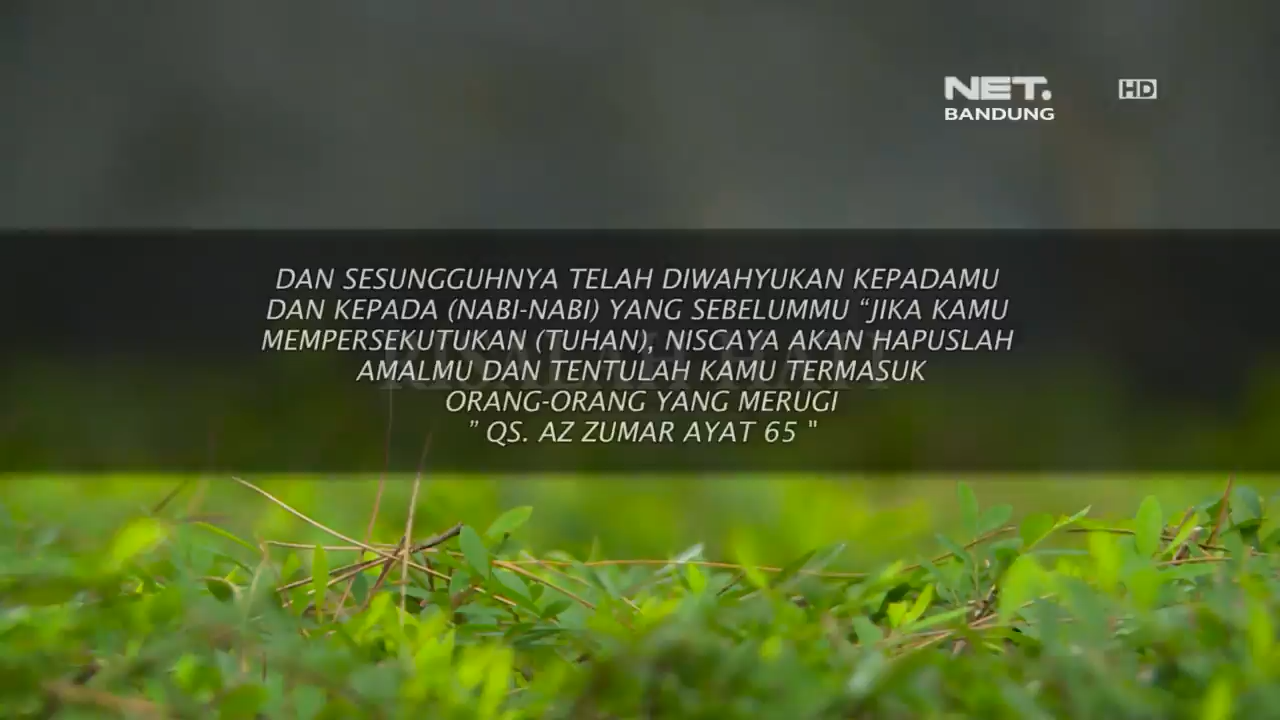 NET.
HD
BANDUNG
DAN SESUNGGUHNYA TELAH DIWAHYUKAN KEPADAMU
DAN KEPADA (NABI-NABI) YANG SEBELUMMU “JIKA KAMU
MEMPERSEKUTUKAN (TUHAN), NISCAYA AKAN HAPUSLAH
AMALMU DAN TENTULAH KAMU TERMASUK
ORANG-ORANG YANG MERUGI
” QS. AZ ZUMAR AYAT 65 "